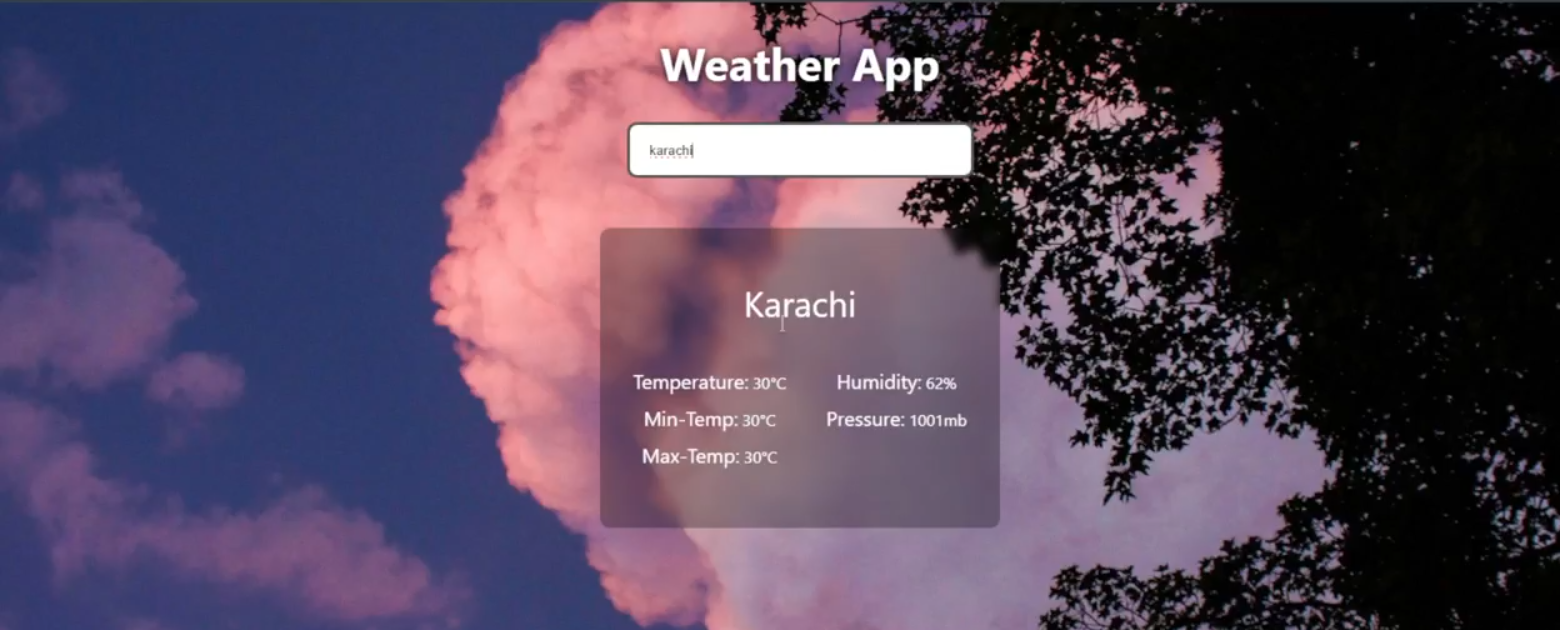 Weather App
karachi
Karachi
Temperature: 30°C Humidity: 62%
Min-Temp: 30°C Pressure: 1001mb
Max-Temp: 30°C